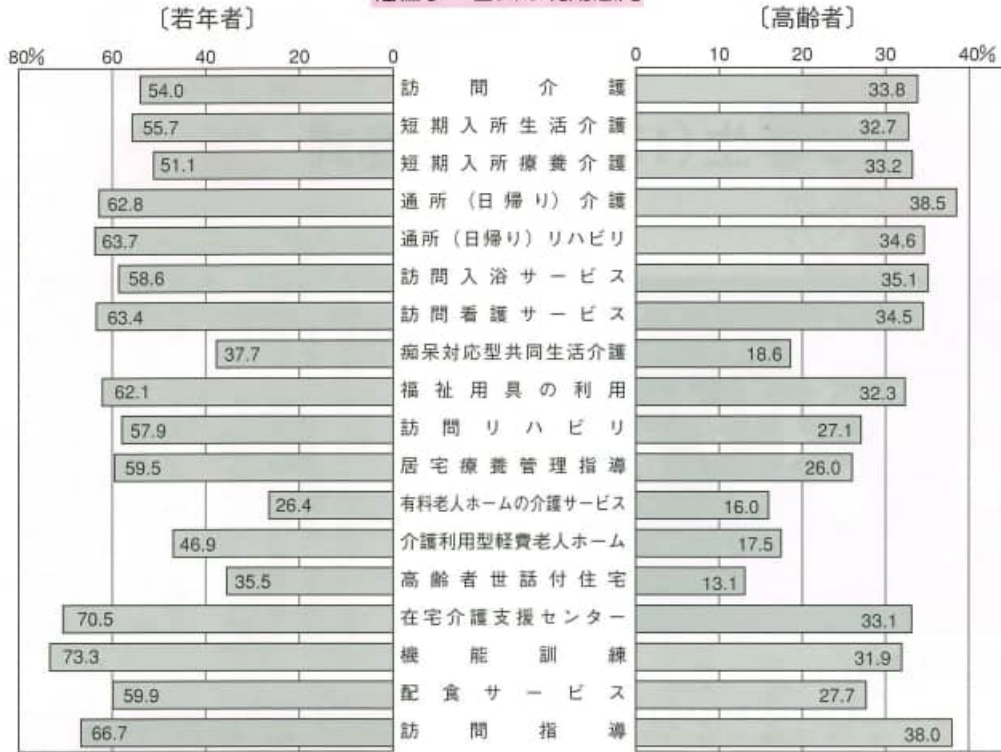 〔若年者〕 〔高齢者〕
80% 60 40 20 0 0 10 20 30 40%
54.0 訪問介護 33.8
55.7 短期入所生活介護 32.7
51.1 短期入所療養介護 33.2
62.8 通所（日帰り）介護 38.5
63.7 通所（日帰り）リハビリ 34.6
58.6 訪問入浴サービス 35.1
63.4 訪問看護サービス 34.5
37.7 痴呆対応型共同生活介護 18.6
62.1 福祉用具の利用 32.3
57.9 訪問リハビリ 27.1
59.5 居宅療養管理指導 26.0
26.4 有料老人ホームの介護サービス 16.0
46.9 介護利用型軽費老人ホーム 17.5
35.5 高齢者世話付住宅 13.1
70.5 在宅介護支援センター 33.1
73.3 機能訓練 31.9
59.9 配食サービス 27.7
66.7 訪問指導 38.0